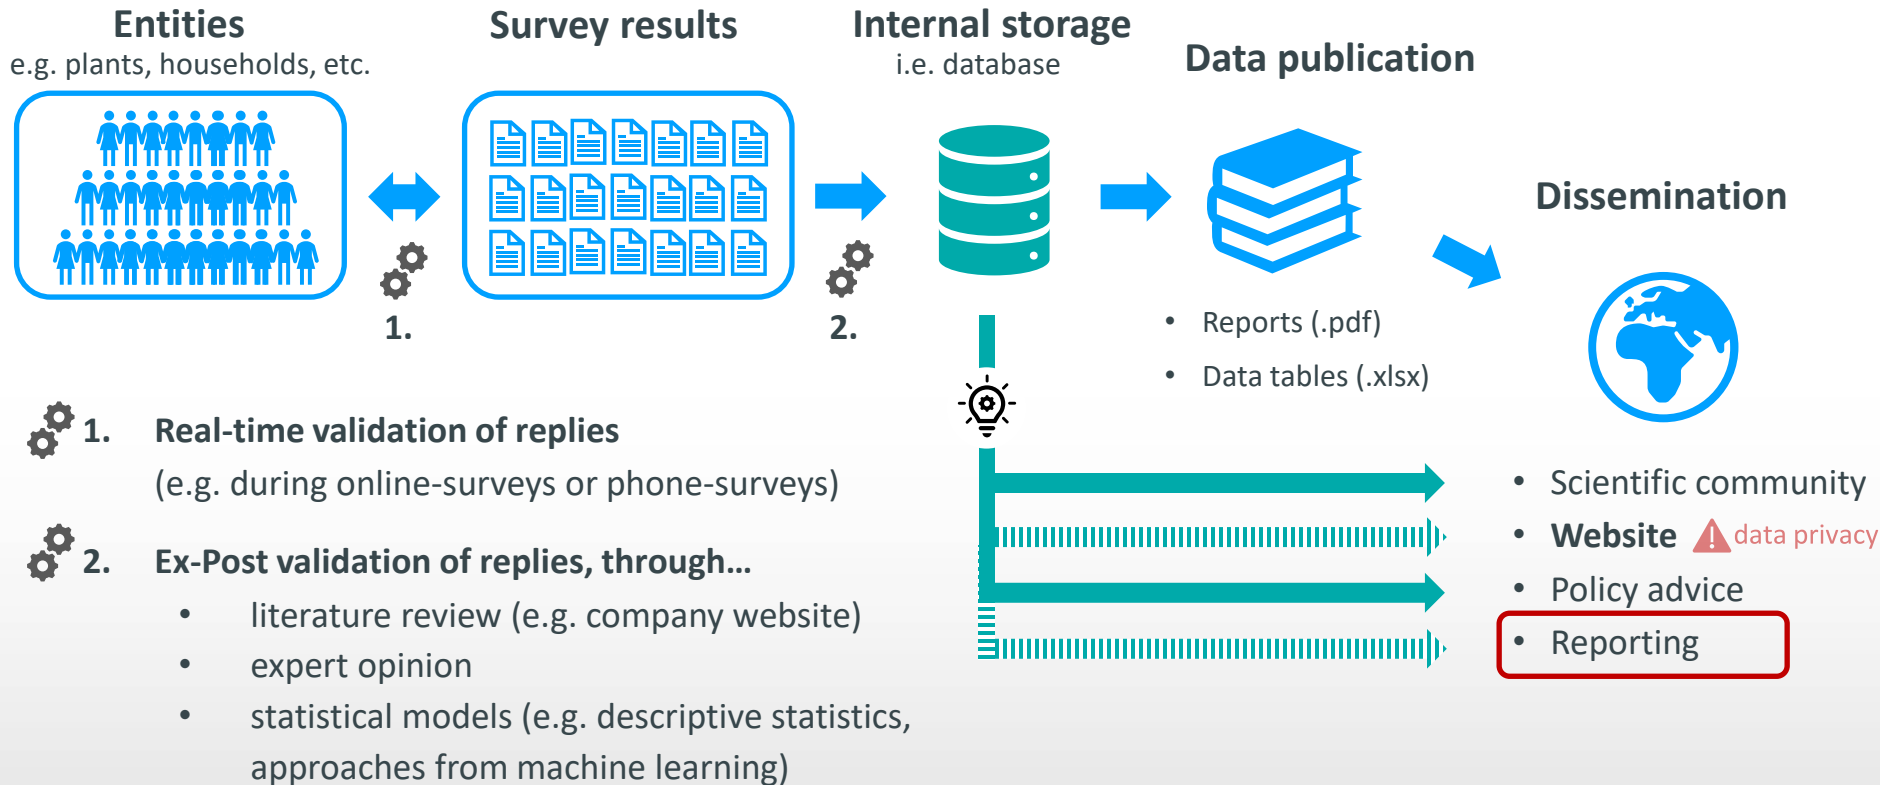 Entities
e.g. plants, households, etc.
Survey results
Internal storage
i.e. database
Data publication
Dissemination
1.
2.
• Reports (.pdf)
• Data tables (.xlsx)
1. Real-time validation of replies
(e.g. during online-surveys or phone-surveys)
2. Ex-Post validation of replies, through…
• literature review (e.g. company website)
• expert opinion
• statistical models (e.g. descriptive statistics,
approaches from machine learning)
• Scientific community
• Website data privacy
• Policy advice
• Reporting